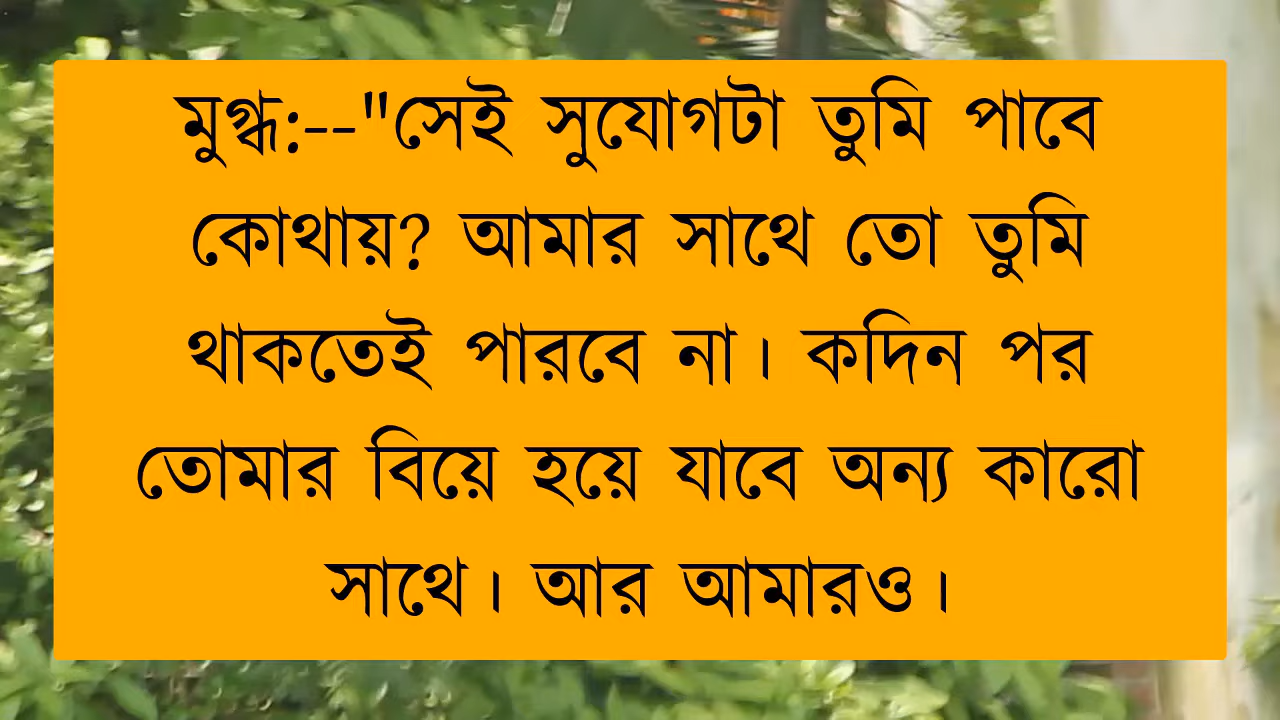 মুগ্ধ:--"সেই সুযোগটা তুমি পাবে
কোথায়? আমার সাথে তো তুমি
থাকতেই পারবে না। কদিন পর
তোমার বিয়ে হয়ে যাবে অন্য কারো
সাথে। আর আমারও।